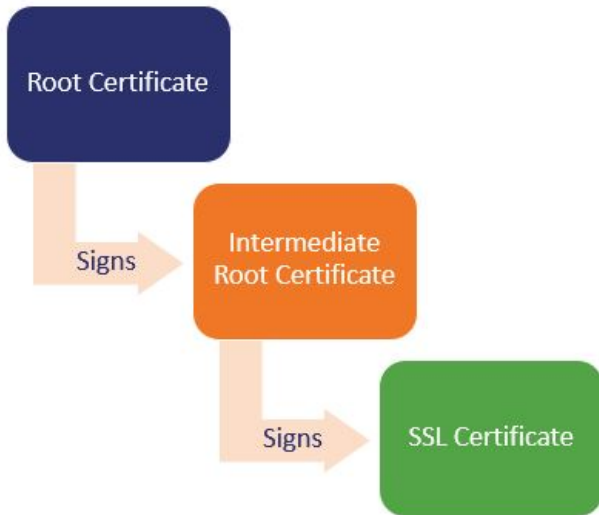 Root Certificate
Signs
Intermediate
Root Certificate
Signs
SSL Certificate